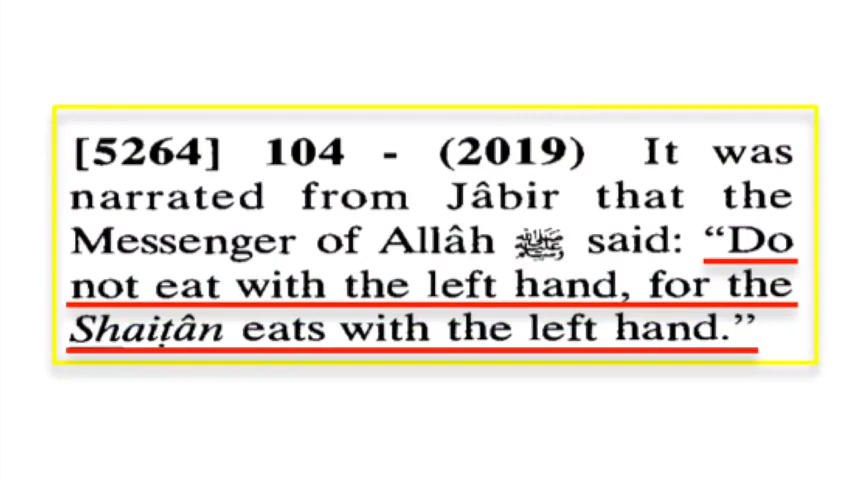 [5264] 104 - (2019) It was
narrated from Jâbir that the
Messenger of Allâh ﷺ said: “Do
not eat with the left hand, for the
Shaiṭân eats with the left hand.”